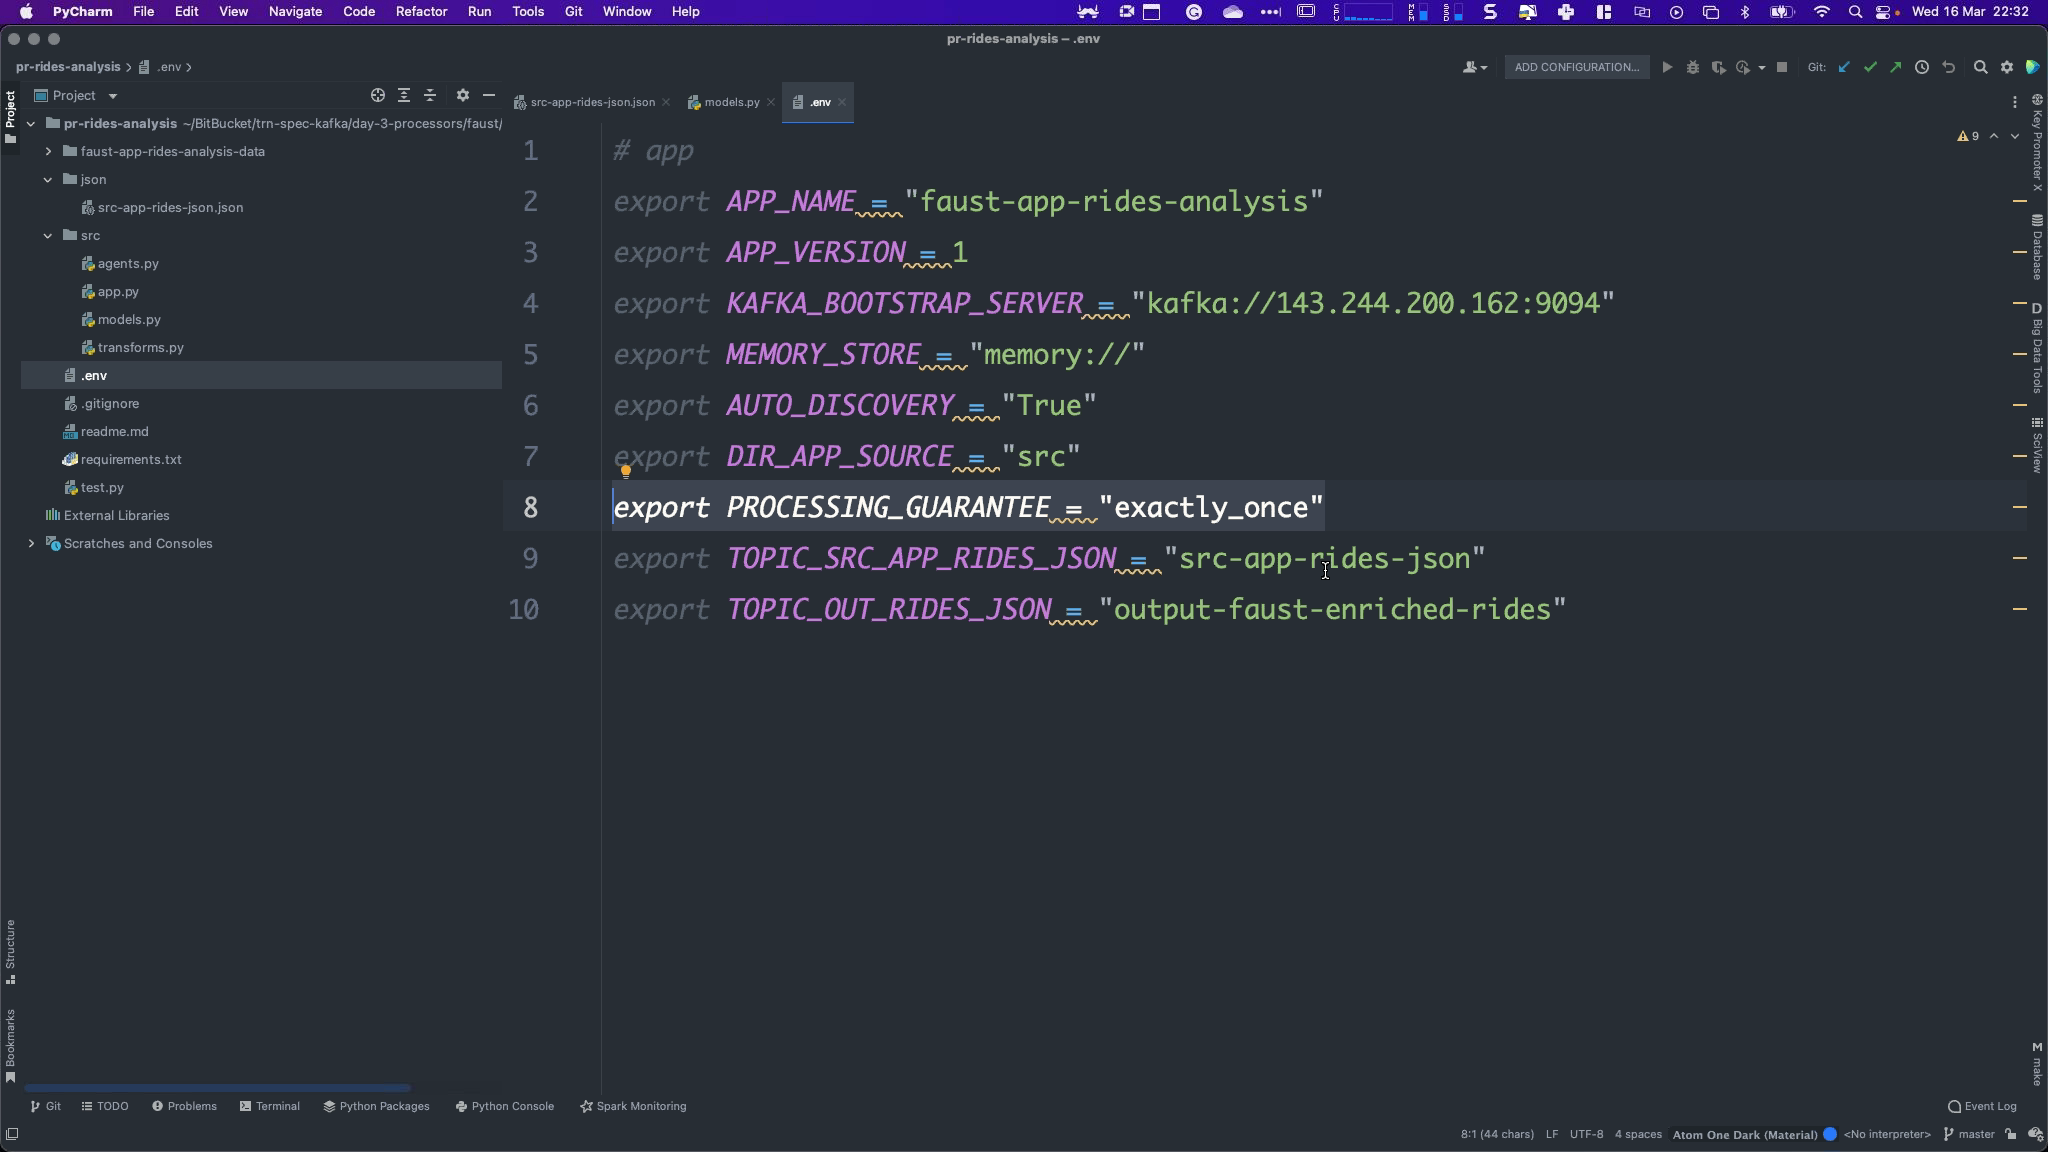 PyCharm File Edit View Navigate Code Refactor Run Tools Git Window Help Wed 16 Mar 22:32
pr-rides-analysis – .env
pr-rides-analysis .env
ADD CONFIGURATION... Git:
Project
src-app-rides-json.json models.py .env
pr-rides-analysis ~/BitBucket/trn-spec-kafka/day-3-processors/faust/
faust-app-rides-analysis-data
json
src-app-rides-json.json
src
agents.py
app.py
models.py
transforms.py
.env
.gitignore
readme.md
requirements.txt
test.py
External Libraries
Scratches and Consoles
1 # app
2 export APP_NAME = "faust-app-rides-analysis"
3 export APP_VERSION = 1
4 export KAFKA_BOOTSTRAP_SERVER = "kafka://143.244.200.162:9094"
5 export MEMORY_STORE = "memory://"
6 export AUTO_DISCOVERY = "True"
7 export DIR_APP_SOURCE = "src"
8 export PROCESSING_GUARANTEE = "exactly_once"
9 export TOPIC_SRC_APP_RIDES_JSON = "src-app-rides-json"
10 export TOPIC_OUT_RIDES_JSON = "output-faust-enriched-rides"
9
Project
Structure
Bookmarks
Key Promoter X
Database
Big Data Tools
SciView
make
Git TODO Problems Terminal Python Packages Python Console Spark Monitoring Event Log
8:1 (44 chars) LF UTF-8 4 spaces Atom One Dark (Material) <No interpreter> master